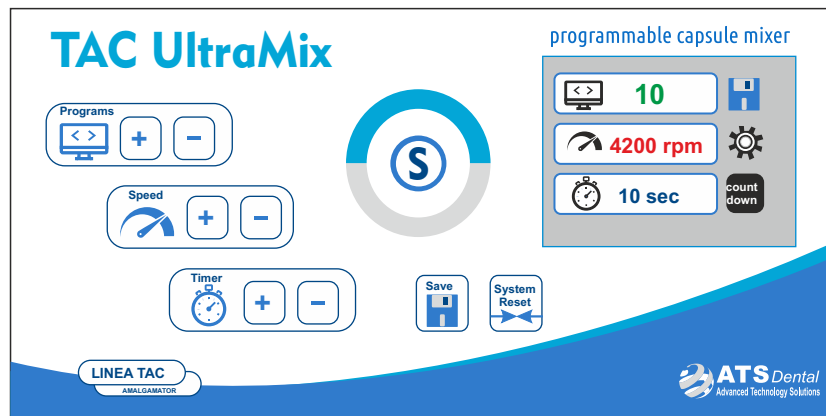 TAC UltraMix
programmable capsule mixer
Programs
+ −
< >
Speed
+ −
Timer
+ −
S
< >
10
4200 rpm
10 sec
count
down
Save
System
Reset
LINEA TAC
AMALGAMATOR
ATS Dental
Advanced Technology Solutions